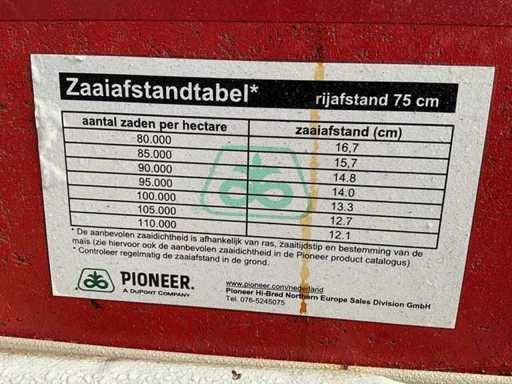 Zaaiafstandtabel* rijafstand 75 cm
aantal zaden per hectare zaaiafstand (cm)
80.000 16,7
85.000 15,7
90.000 14.8
95.000 14.0
100.000 13.3
105.000 12.7
110.000 12.1
* De aanbevolen zaaidichtheid is afhankelijk van ras, zaaitijdstip en bestemming van de
maïs (zie hiervoor ook de aanbevolen zaaidichtheid in de Pioneer product catalogus)
* Controleer regelmatig de zaaiafstand in de grond.
PIONEER.
A DUPONT COMPANY
www.pioneer.com/nederland
Pioneer Hi-Bred Northern Europe Sales Division GmbH
Tel. 076-5245075